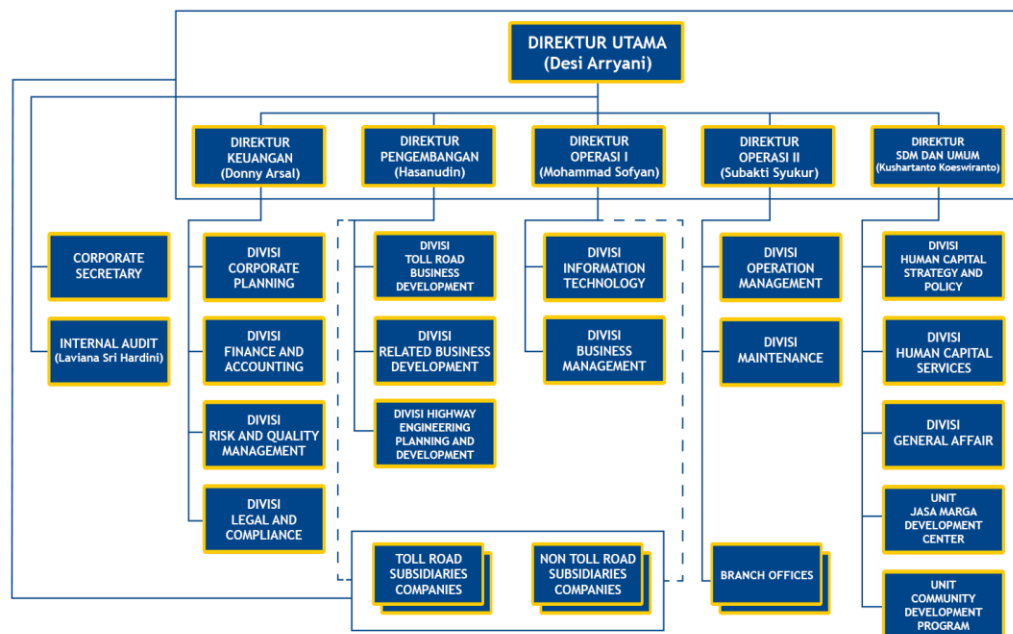 DIREKTUR UTAMA
(Desi Arryani)
DIREKTUR
KEUANGAN
(Donny Arsal)
DIREKTUR
PENGEMBANGAN
(Hasanudin)
DIREKTUR
OPERASI I
(Mohammad Sofyan)
DIREKTUR
OPERASI II
(Subakti Syukur)
DIREKTUR
SDM DAN UMUM
(Kushartanto Koeswiranto)
CORPORATE
SECRETARY
INTERNAL AUDIT
(Laviana Sri Hardini)
DIVISI
CORPORATE
PLANNING
DIVISI
FINANCE AND
ACCOUNTING
DIVISI
RISK AND QUALITY
MANAGEMENT
DIVISI
LEGAL AND
COMPLIANCE
DIVISI
TOLL ROAD
BUSINESS
DEVELOPMENT
DIVISI
RELATED BUSINESS
DEVELOPMENT
DIVISI HIGHWAY
ENGINEERING
PLANNING AND
DEVELOPMENT
DIVISI
INFORMATION
TECHNOLOGY
DIVISI
BUSINESS
MANAGEMENT
TOLL ROAD
SUBSIDIARIES
COMPANIES
NON TOLL ROAD
SUBSIDIARIES
COMPANIES
DIVISI
OPERATION
MANAGEMENT
DIVISI
MAINTENANCE
BRANCH OFFICES
DIVISI
HUMAN CAPITAL
STRATEGY AND
POLICY
DIVISI
HUMAN CAPITAL
SERVICES
DIVISI
GENERAL AFFAIR
UNIT
JASA MARGA
DEVELOPMENT
CENTER
UNIT
COMMUNITY
DEVELOPMENT
PROGRAM